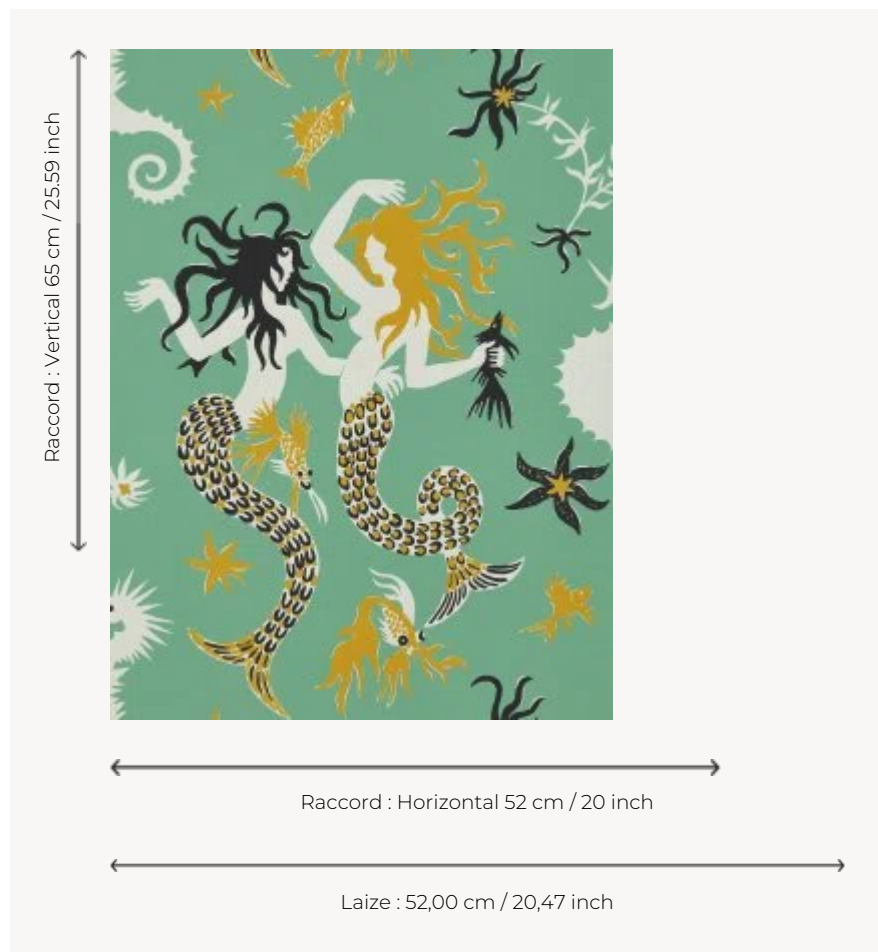 Raccord : Vertical 65 cm / 25.59 inch
Raccord : Horizontal 52 cm / 20 inch
Laize : 52,00 cm / 20,47 inch